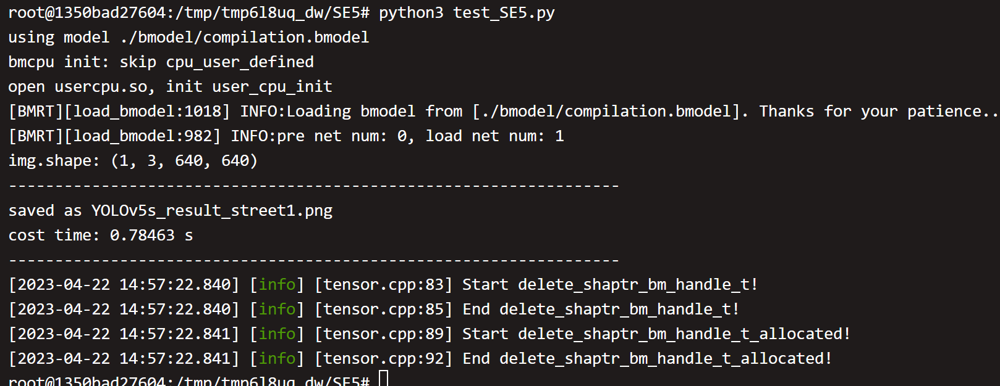 root@1350bad27604:/tmp/tmp6l8uq_dw/SE5# python3 test_SE5.py
using model ./bmodel/compilation.bmodel
bmcpu init: skip cpu_user_defined
open usercpu.so, init user_cpu_init
[BMRT][load_bmodel:1018] INFO:Loading bmodel from [./bmodel/compilation.bmodel]. Thanks for your patience..
[BMRT][load_bmodel:982] INFO:pre net num: 0, load net num: 1
img.shape: (1, 3, 640, 640)
------------------------------------------------------------------
saved as YOLOv5s_result_street1.png
cost time: 0.78463 s
------------------------------------------------------------------
[2023-04-22 14:57:22.840] [info] [tensor.cpp:83] Start delete_shaptr_bm_handle_t!
[2023-04-22 14:57:22.840] [info] [tensor.cpp:85] End delete_shaptr_bm_handle_t!
[2023-04-22 14:57:22.841] [info] [tensor.cpp:89] Start delete_shaptr_bm_handle_t_allocated!
[2023-04-22 14:57:22.841] [info] [tensor.cpp:92] End delete_shaptr_bm_handle_t_allocated!
root@1350bad27604:/tmp/tmp6l8uq_dw/SE5#